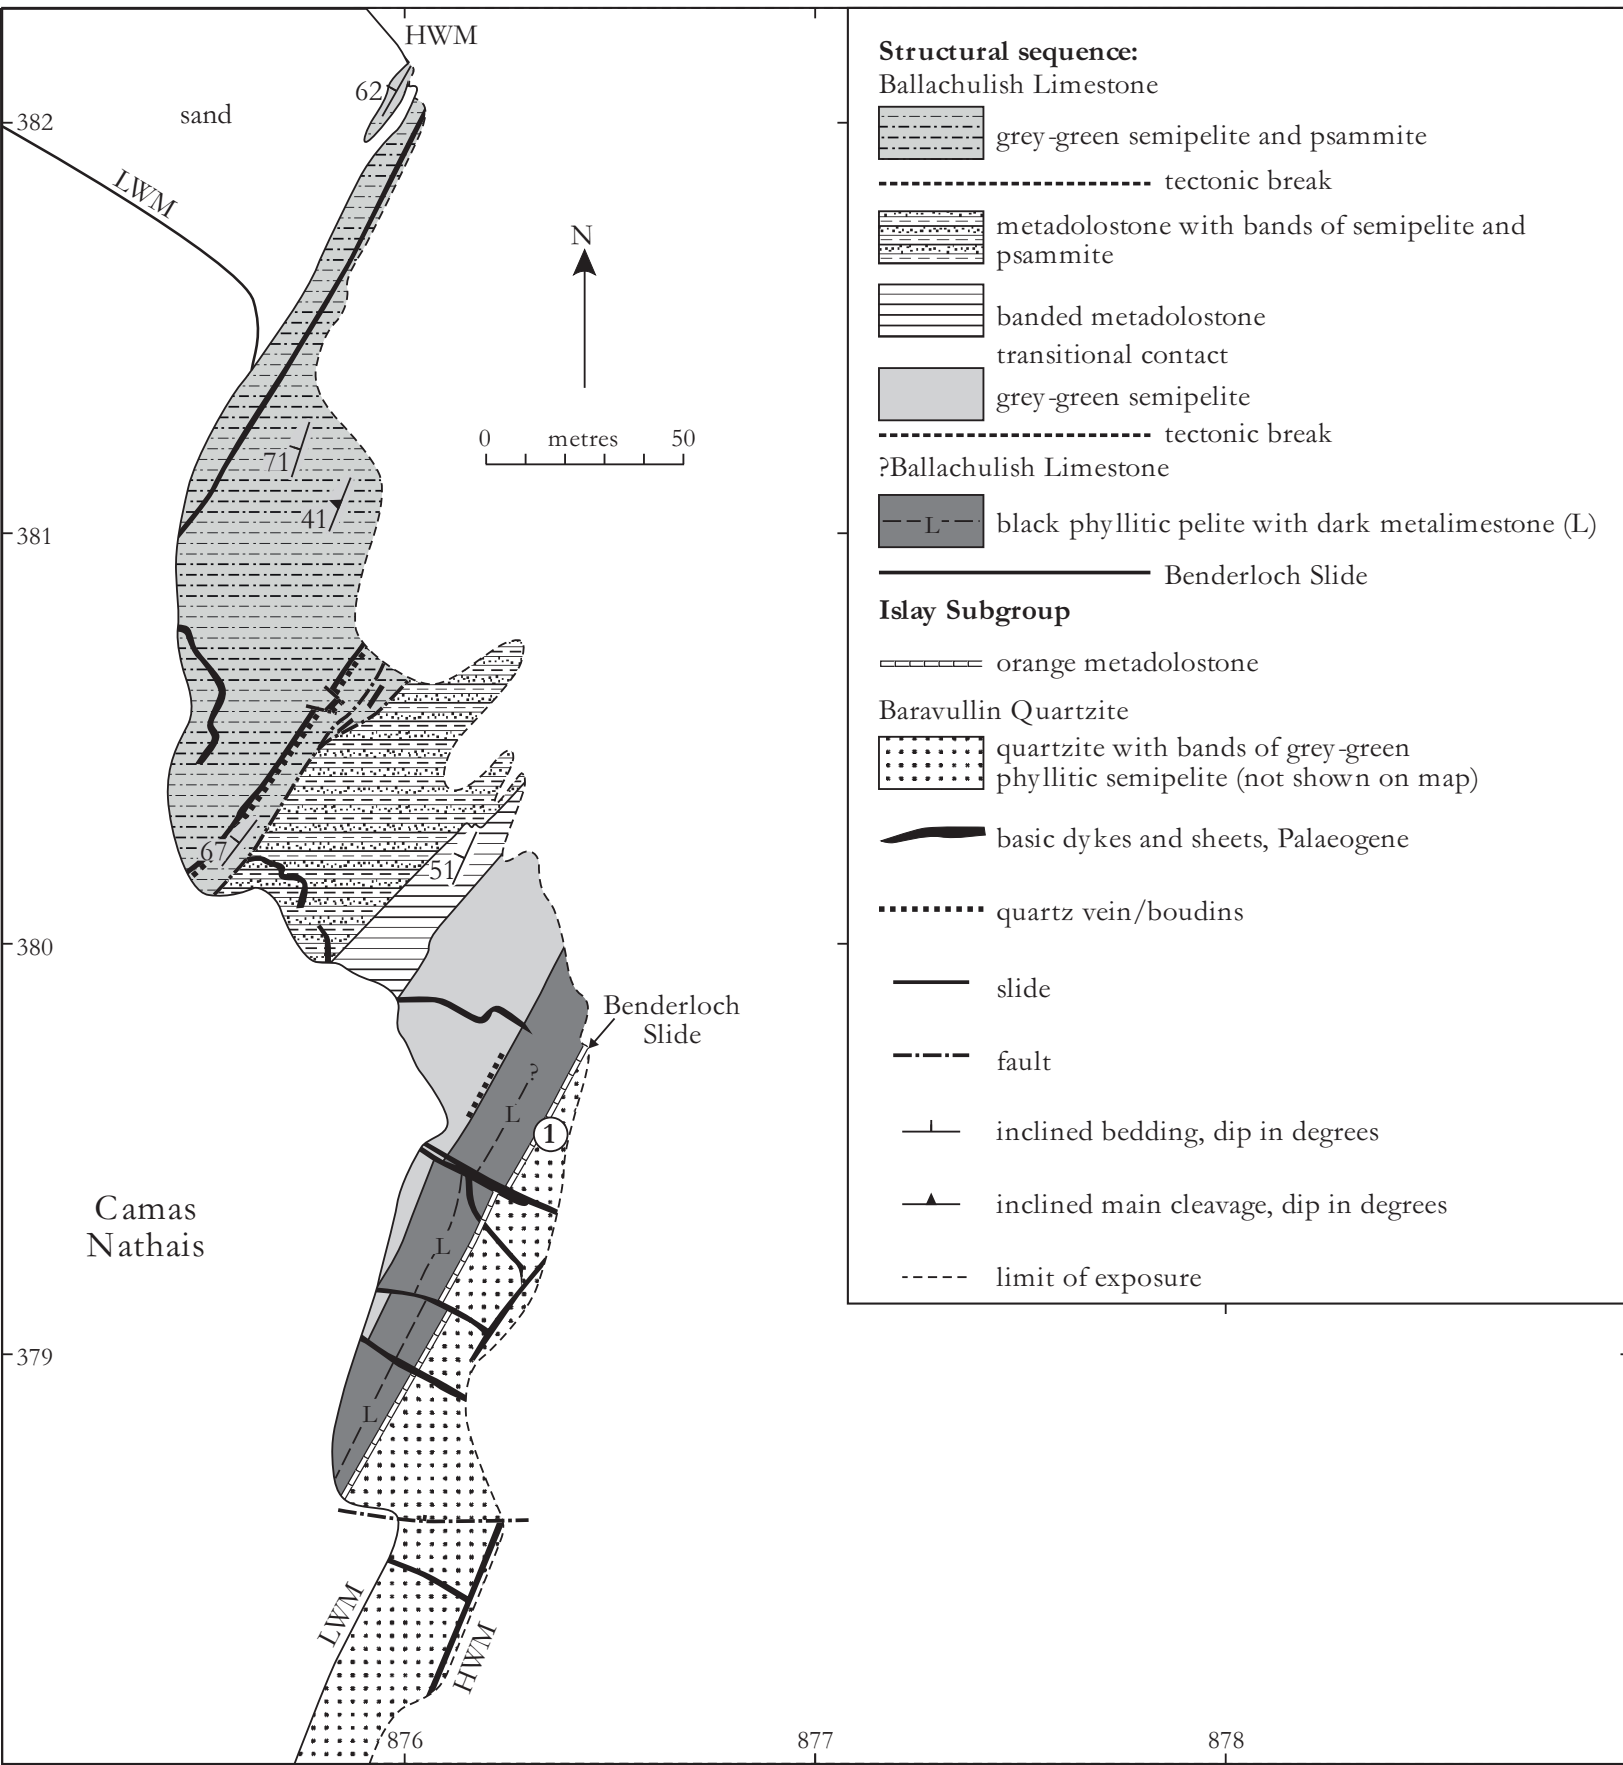 HWM
62
382
sand
LWM
N
0 metres 50
71
41
381
67
51
380
Benderloch
Slide
?
L
1
Camas
Nathais
L
379
L
LWM
HWM
876
877
878
Structural sequence:
Ballachulish Limestone
grey-green semipelite and psammite
tectonic break
metadolostone with bands of semipelite and
psammite
banded metadolostone
transitional contact
grey-green semipelite
tectonic break
?Ballachulish Limestone
L
black phyllitic pelite with dark metalimestone (L)
Benderloch Slide
Islay Subgroup
orange metadolostone
Baravullin Quartzite
quartzite with bands of grey-green
phyllitic semipelite (not shown on map)
basic dykes and sheets, Palaeogene
quartz vein/boudins
slide
fault
inclined bedding, dip in degrees
inclined main cleavage, dip in degrees
limit of exposure